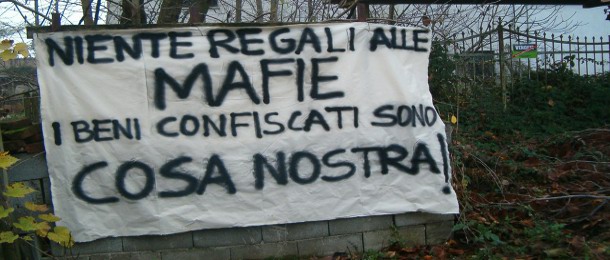 NIENTE REGALI ALLE
MAFIE
I BENI CONFISCATI SONO
COSA NOSTRA!